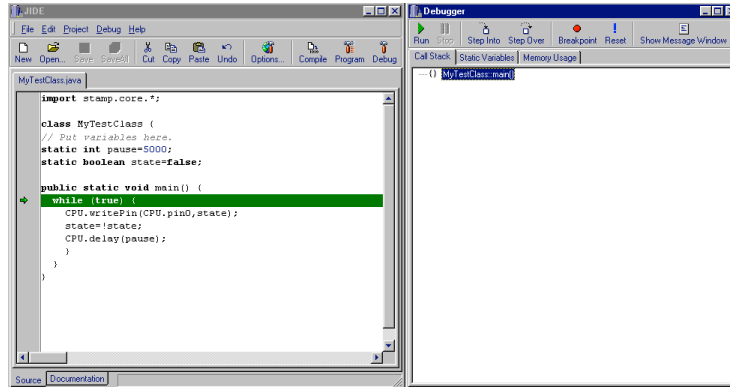 JIDE
File Edit Project Debug Help
New Open... Save SaveAll Cut Copy Paste Undo Options... Compile Program Debug
MyTestClass.java
import stamp.core.*;
class MyTestClass {
// Put variables here.
static int pause=5000;
static boolean state=false;
public static void main() {
while (true) {
CPU.writePin(CPU.pin0,state);
state=!state;
CPU.delay(pause);
}
}
}
Source Documentation
Debugger
Run Stop Step Into Step Over Breakpoint Reset Show Message Window
Call Stack Static Variables Memory Usage
{} MyTestClass::main()